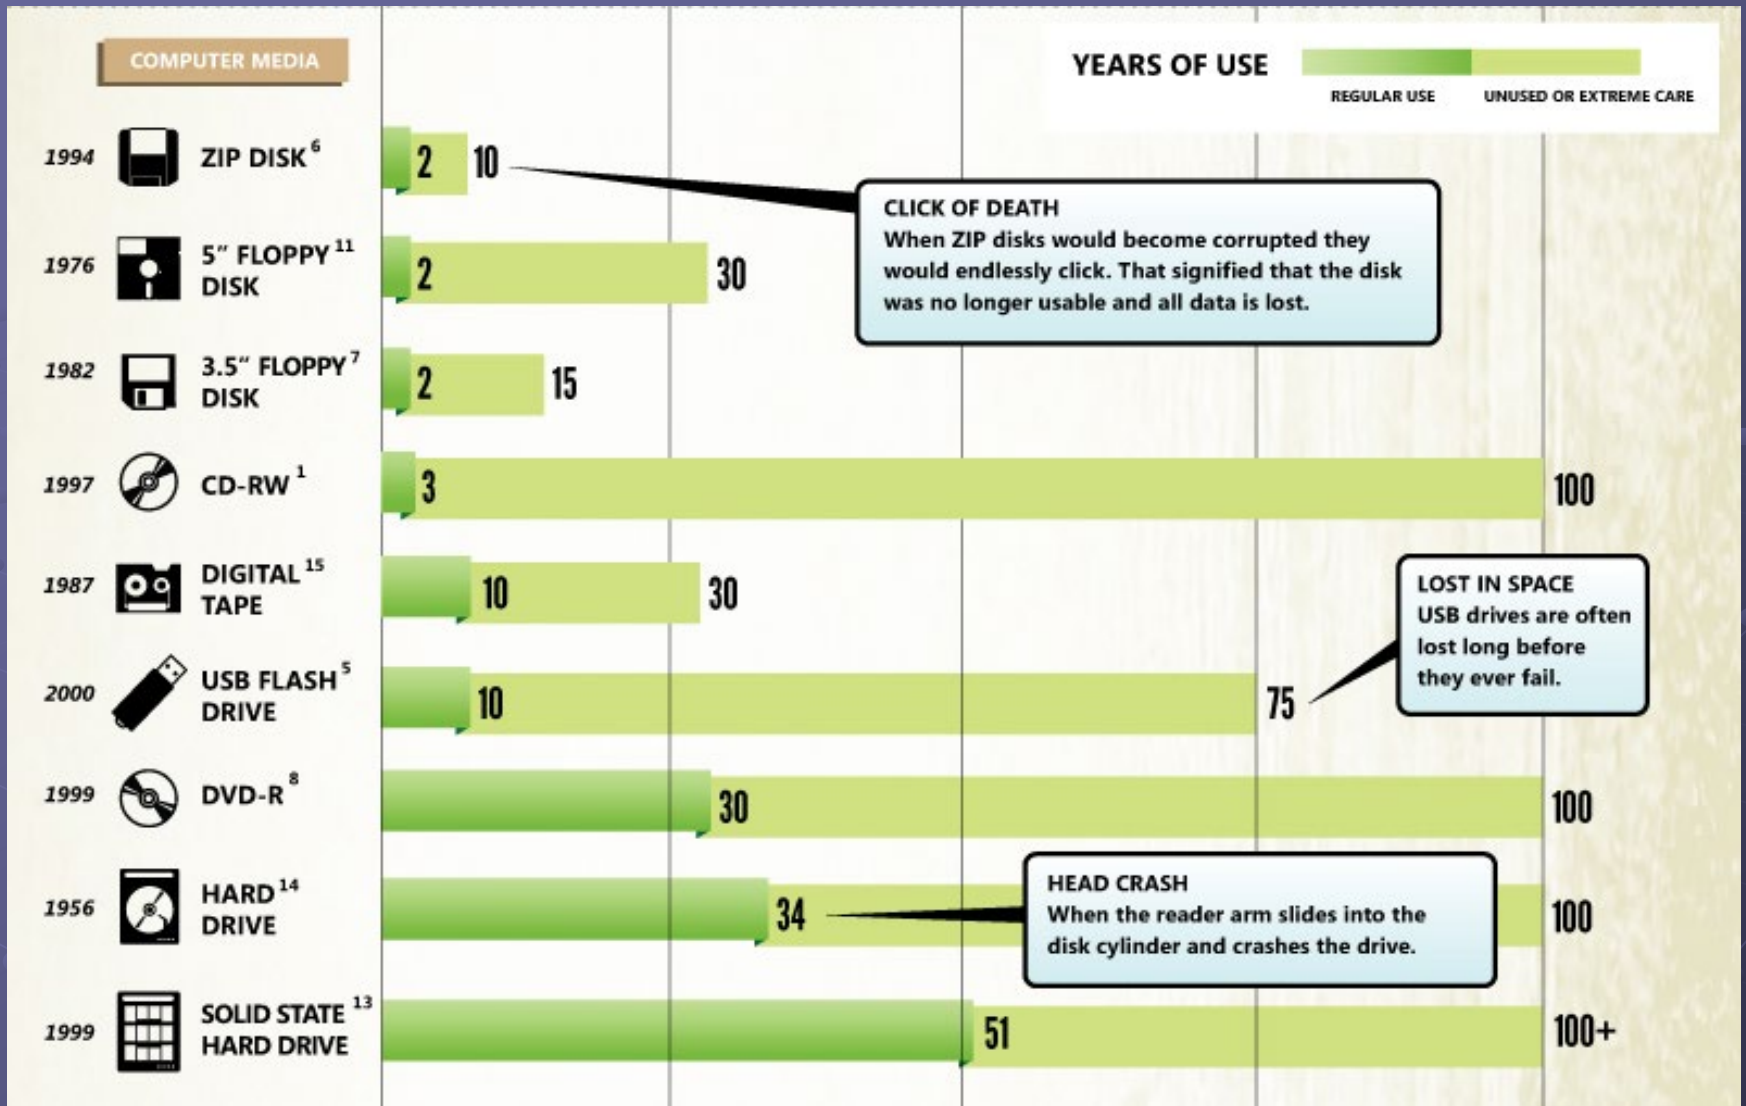 COMPUTER MEDIA
YEARS OF USE
REGULAR USE
UNUSED OR EXTREME CARE
1994
ZIP DISK 6
2
10
CLICK OF DEATH
When ZIP disks would become corrupted they
would endlessly click. That signified that the disk
was no longer usable and all data is lost.
1976
5” FLOPPY 11
DISK
2
30
1982
3.5” FLOPPY 7
DISK
2
15
1997
CD-RW 1
3
100
1987
DIGITAL 15
TAPE
10
30
LOST IN SPACE
USB drives are often
lost long before
they ever fail.
2000
USB FLASH 5
DRIVE
10
75
1999
DVD-R 8
30
100
1956
HARD 14
DRIVE
34
100
HEAD CRASH
When the reader arm slides into the
disk cylinder and crashes the drive.
1999
SOLID STATE 13
HARD DRIVE
51
100+